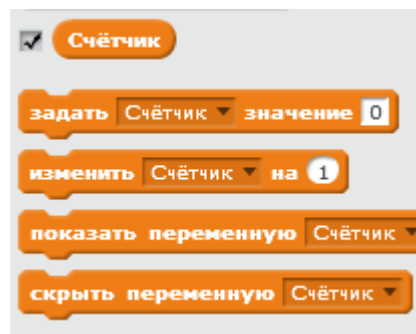 Счётчик
задать Счётчик значение 0
изменить Счётчик на 1
показать переменную Счётчик
скрыть переменную Счётчик